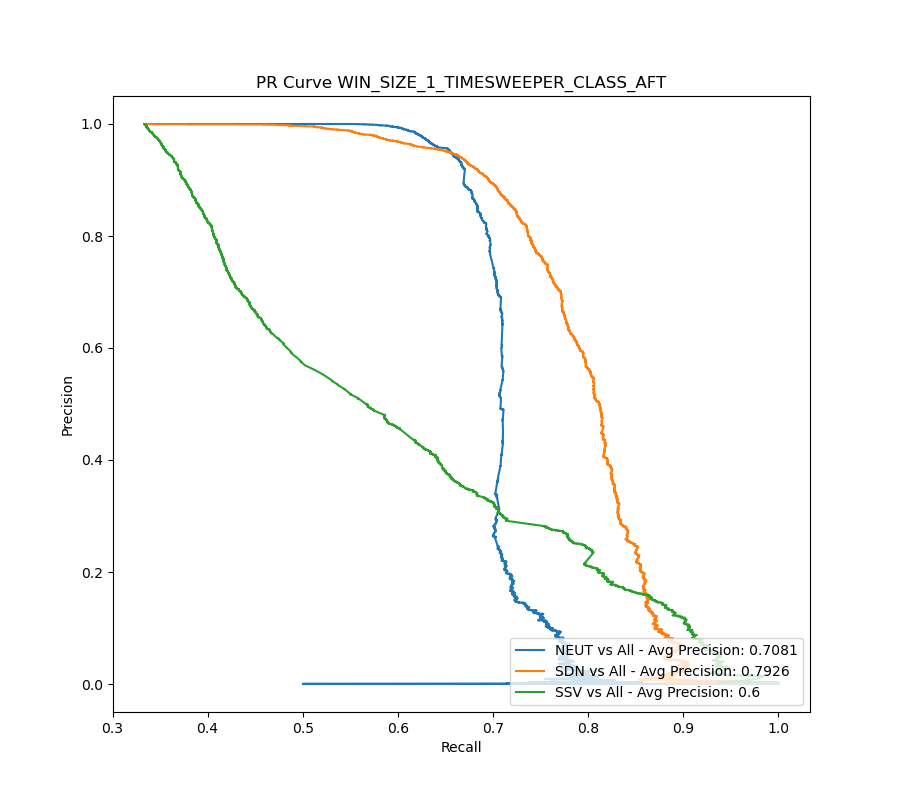 PR Curve WIN_SIZE_1_TIMESWEEPER_CLASS_AFT
1.0
0.8
0.6
0.4
0.2
0.0
Precision
NEUT vs All - Avg Precision: 0.7081
SDN vs All - Avg Precision: 0.7926
SSV vs All - Avg Precision: 0.6
0.3 0.4 0.5 0.6 0.7 0.8 0.9 1.0
Recall